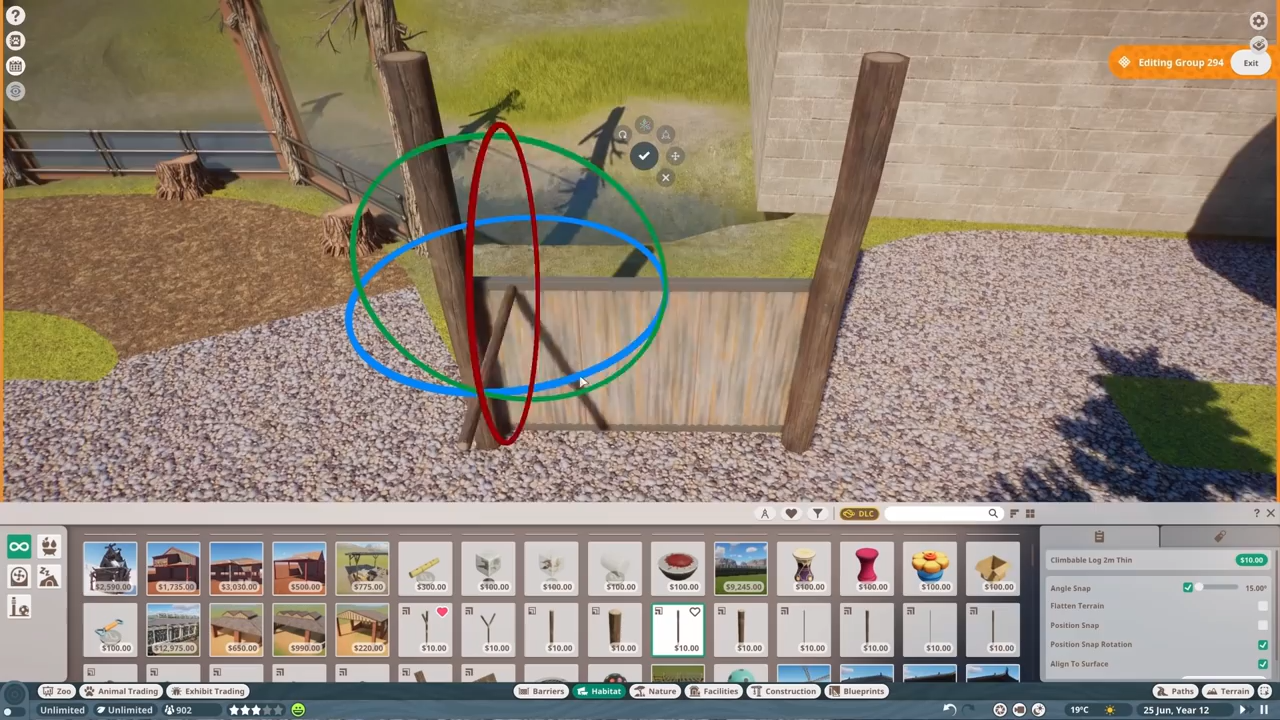 Editing Group 294
Exit
DLC
$2,590.00
$1,735.00
$3,030.00
$500.00
$775.00
$300.00
$100.00
$100.00
$100.00
$100.00
$9,245.00
$100.00
$100.00
$100.00
$100.00
$100.00
$12,975.00
$650.00
$990.00
$220.00
$10.00
$10.00
$10.00
$10.00
$10.00
$10.00
$10.00
$10.00
$10.00
$10.00
Climbable Log 2m Thin
$10.00
Angle Snap
15.00°
Flatten Terrain
Position Snap
Position Snap Rotation
Align To Surface
Zoo
Animal Trading
Exhibit Trading
Barriers
Habitat
Nature
Facilities
Construction
Blueprints
Paths
Terrain
Unlimited
Unlimited
902
19°C
25 Jun, Year 12